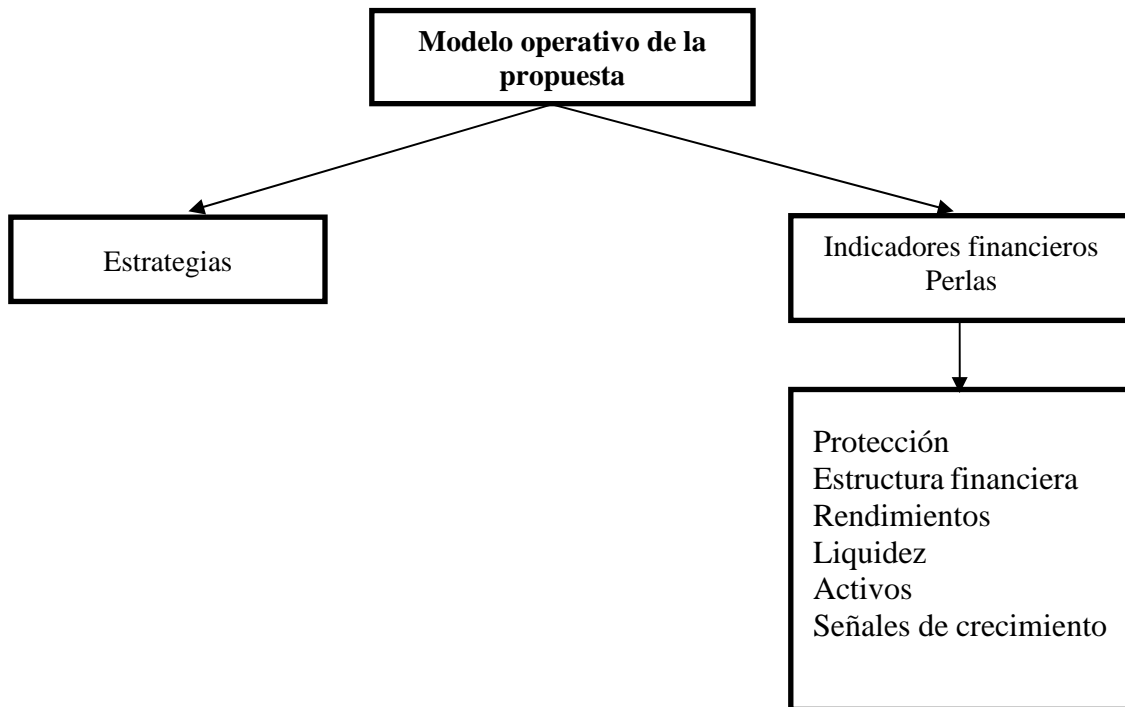 Modelo operativo de la
propuesta
Estrategias
Indicadores financieros
Perlas
Protección
Estructura financiera
Rendimientos
Liquidez
Activos
Señales de crecimiento